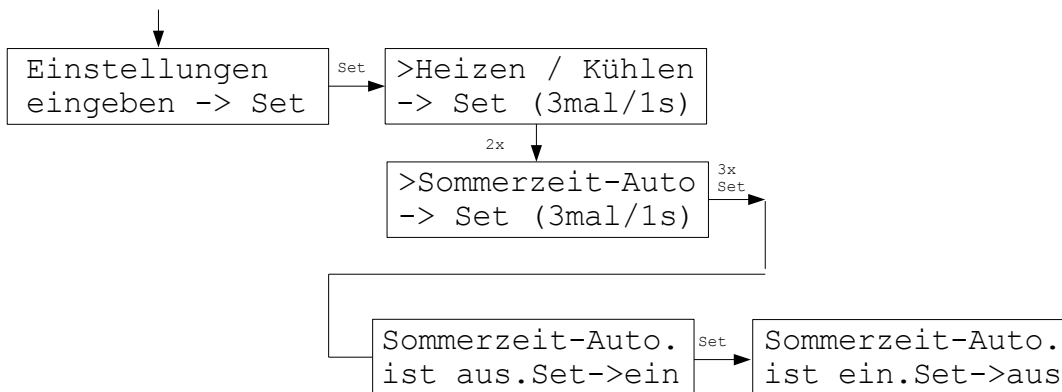 Einstellungen
eingeben -> Set
Set
>Heizen / Kühlen
-> Set (3mal/1s)
2x
>Sommerzeit-Auto
-> Set (3mal/1s)
3x
Set
Sommerzeit-Auto.
ist aus.Set->ein
Set
Sommerzeit-Auto.
ist ein.Set->aus